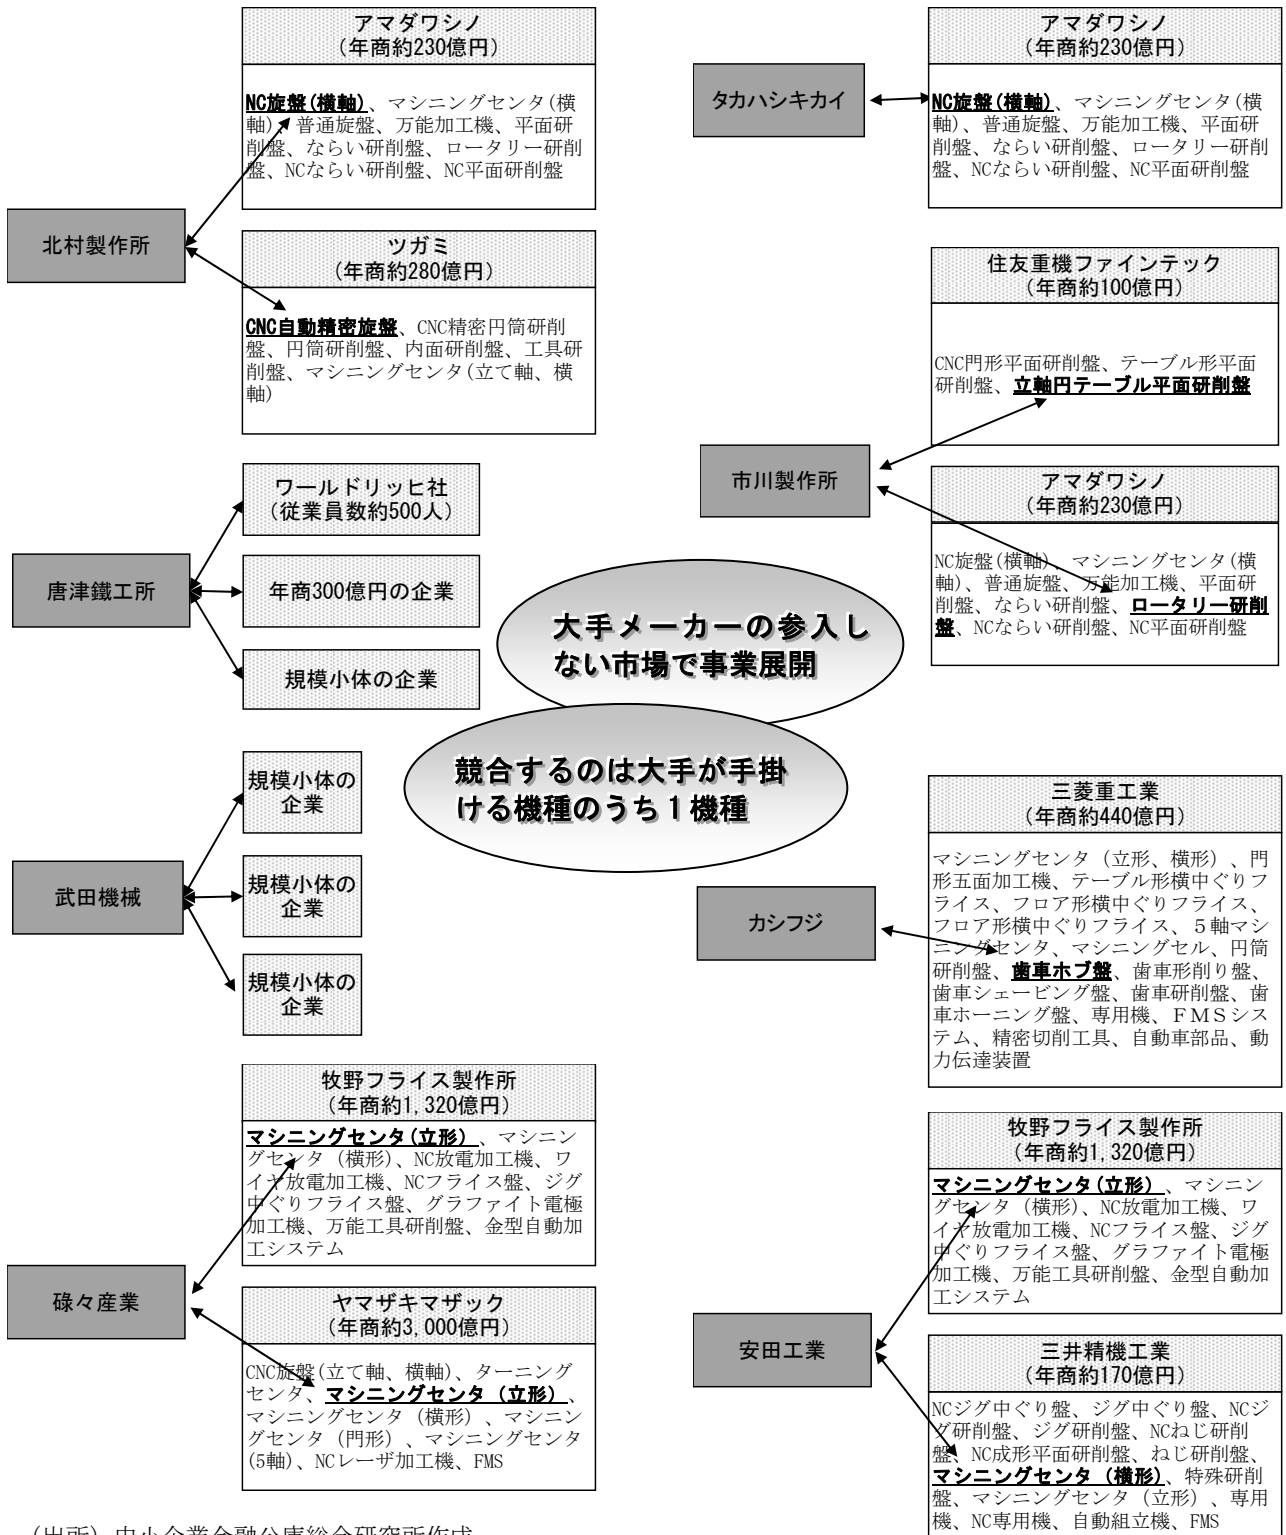 アマダワシノ
(年商約230億円)
NC旋盤(横軸)、マシニングセンタ(横
軸)、普通旋盤、万能加工機、平面研
削盤、ならい研削盤、ロータリー研削
盤、NCならい研削盤、NC平面研削盤
北村製作所
ツガミ
(年商約280億円)
CNC自動精密旋盤、CNC精密円筒研削
盤、円筒研削盤、内面研削盤、工具研
削盤、マシニングセンタ(立て軸、横
軸)
タカハシキカイ
アマダワシノ
(年商約230億円)
NC旋盤(横軸)、マシニングセンタ(横
軸)、普通旋盤、万能加工機、平面研
削盤、ならい研削盤、ロータリー研削
盤、NCならい研削盤、NC平面研削盤
住友重機ファインテック
(年商約100億円)
CNC門形平面研削盤、テーブル形平面
研削盤、立軸円テーブル平面研削盤
市川製作所
アマダワシノ
(年商約230億円)
NC旋盤(横軸)、マシニングセンタ(横
軸)、普通旋盤、万能加工機、平面研
削盤、ならい研削盤、ロータリー研削
盤、NCならい研削盤、NC平面研削盤
ワールドリッヒ社
(従業員数約500人)
唐津鐵工所
年商300億円の企業
規模小体の企業
大手メーカーの参入し
ない市場で事業展開
競合するのは大手が手掛
ける機種のうち1機種
規模小体の
企業
武田機械
規模小体の
企業
規模小体の
企業
三菱重工業
(年商約440億円)
マシニングセンタ（立形、横形）、門
形五面加工機、テーブル形横中ぐりフ
ライス、フロア形横中ぐりフライス、
フロア形横中ぐりフライス、５軸マシ
ニングセンタ、マシニングセル、円筒
研削盤、歯車ホブ盤、歯車形削り盤、
歯車シェービング盤、歯車研削盤、歯
車ホーニング盤、専用機、ＦＭＳシス
テム、精密切削工具、自動車部品、動
力伝達装置
カシフジ
牧野フライス製作所
(年商約1,320億円)
マシニングセンタ(立形)、マシニン
グセンタ（横形）、NC放電加工機、ワ
イヤ放電加工機、NCフライス盤、ジグ
中ぐりフライス盤、グラファイト電極
加工機、万能工具研削盤、金型自動加
工システム
碌々産業
ヤマザキマザック
(年商約3,000億円)
CNC旋盤(立て軸、横軸)、ターニング
センタ、マシニングセンタ（立形）、
マシニングセンタ（横形）、マシニン
グセンタ（門形）、マシニングセンタ
(5軸)、NCレーザ加工機、FMS
牧野フライス製作所
(年商約1,320億円)
マシニングセンタ(立形)、マシニン
グセンタ（横形）、NC放電加工機、ワ
イヤ放電加工機、NCフライス盤、ジグ
中ぐりフライス盤、グラファイト電極
加工機、万能工具研削盤、金型自動加
工システム
安田工業
三井精機工業
(年商約170億円)
NCジグ中ぐり盤、ジグ中ぐり盤、NCジ
グ研削盤、ジグ研削盤、NCねじ研削
盤、NC成形平面研削盤、ねじ研削盤、
マシニングセンタ（横形）、特殊研削
盤、マシニングセンタ（立形）、専用
機、NC専用機、自動組立機、FMS
(出所) 中小企業金融公庫総合研究所作成